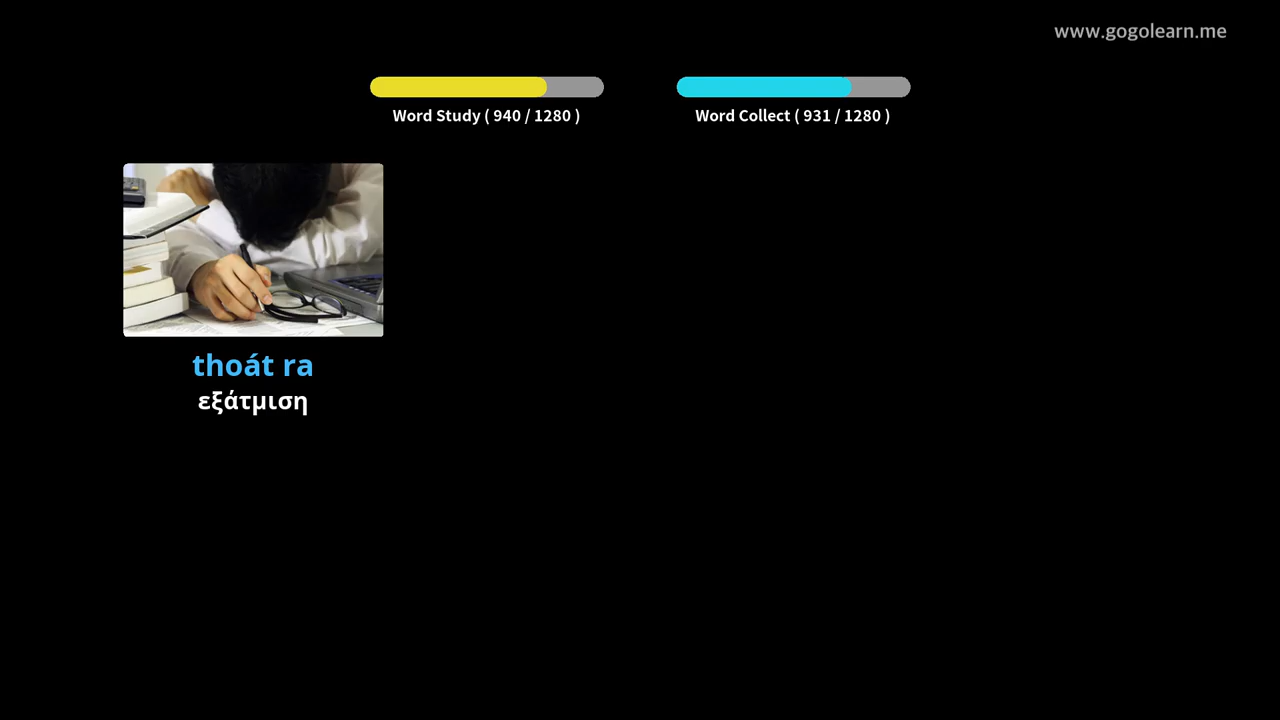 www.gogolearn.me
Word Study ( 940 / 1280 )
Word Collect ( 931 / 1280 )
thoát ra
εξάτμιση